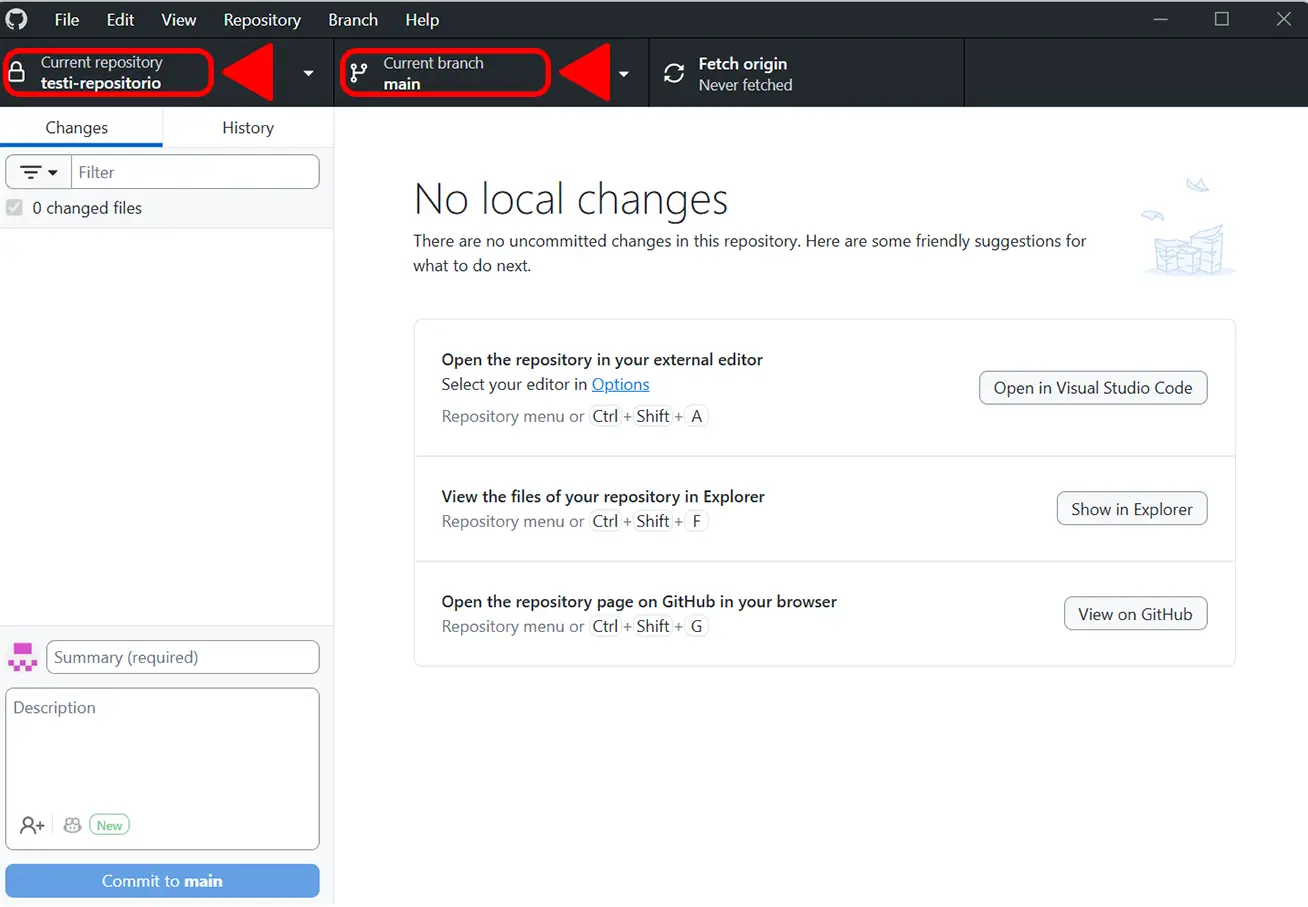 File Edit View Repository Branch Help
Current repository
testi-repositorio
Current branch
main
Fetch origin
Never fetched
Changes History
Filter
0 changed files
No local changes
There are no uncommitted changes in this repository. Here are some friendly suggestions for
what to do next.
Open the repository in your external editor
Select your editor in Options
Repository menu or Ctrl + Shift + A
Open in Visual Studio Code
View the files of your repository in Explorer
Repository menu or Ctrl + Shift + F
Show in Explorer
Open the repository page on GitHub in your browser
Repository menu or Ctrl + Shift + G
View on GitHub
Summary (required)
Description
New
Commit to main